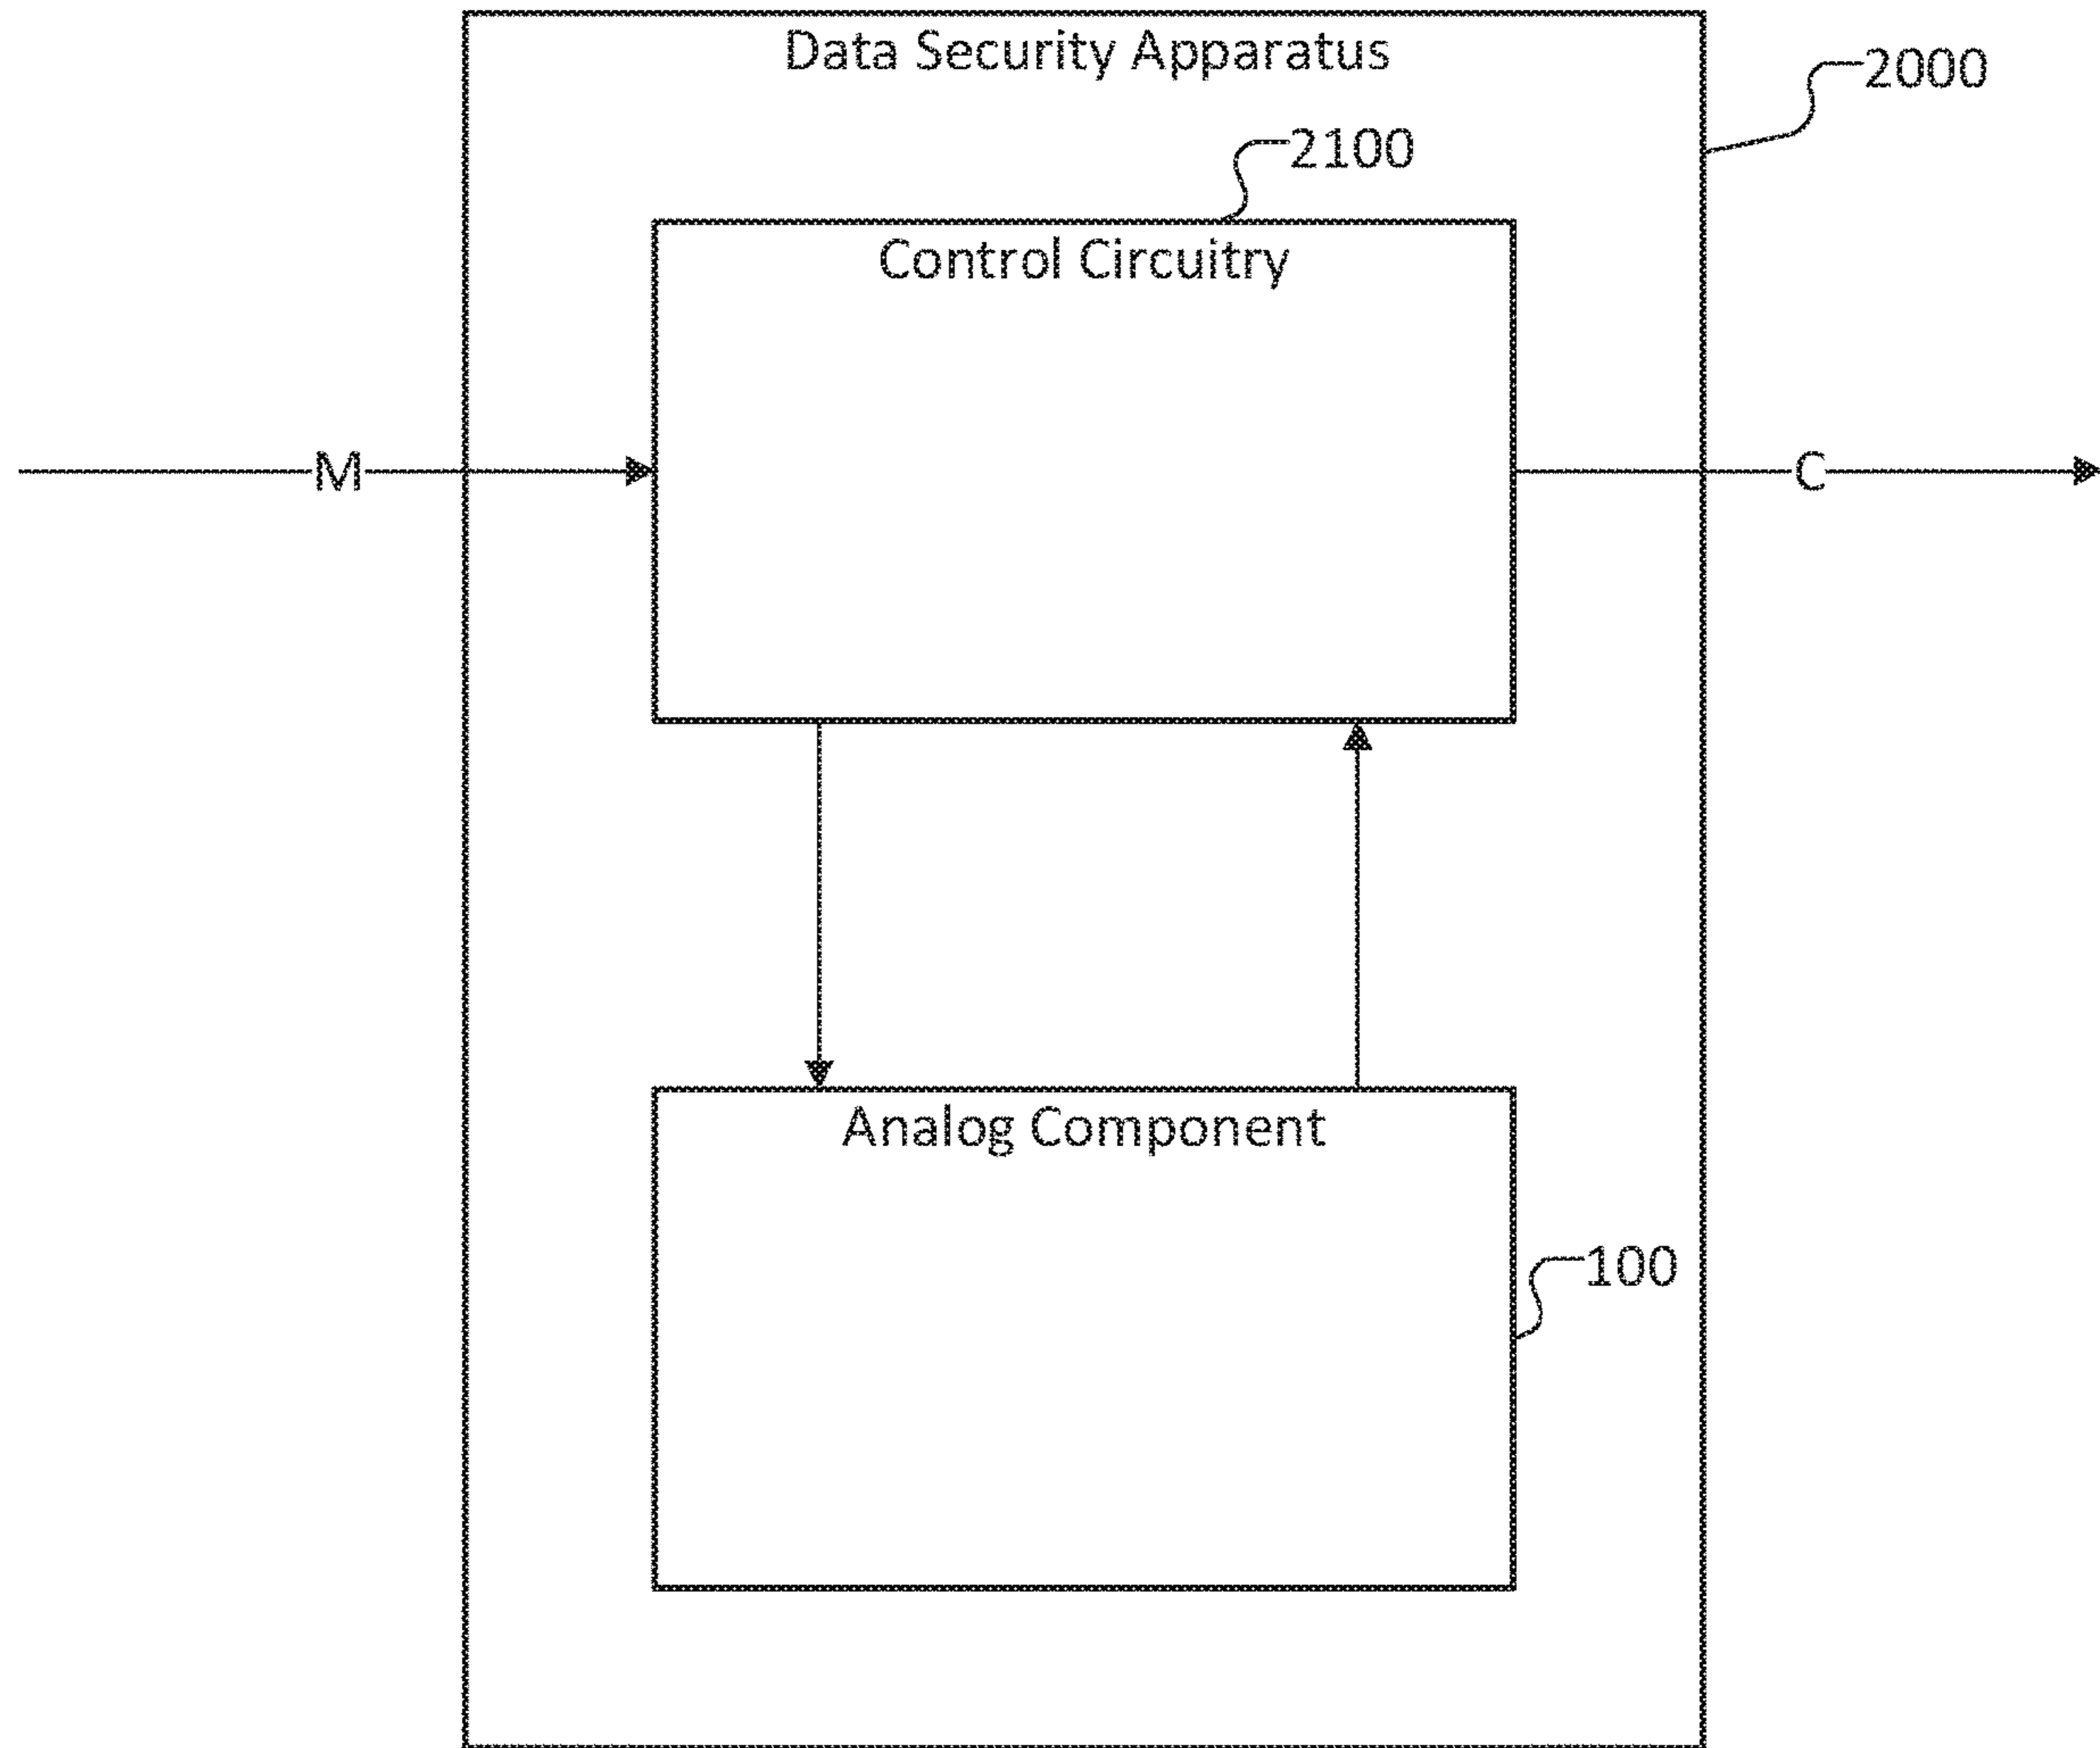 Data Security Apparatus
2000
2100
Control Circuitry
M
C
Analog Component
100